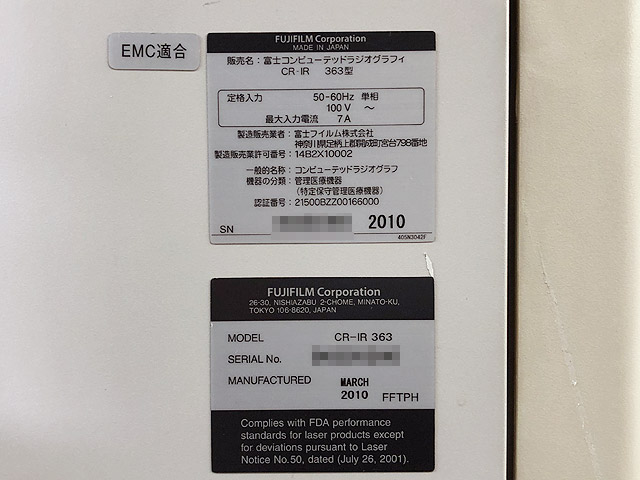 EMC適合
FUJIFILM Corporation
MADE IN JAPAN
販売名：富士コンピューテッドラジオグラフィ
CR-IR 363型
定格入力 50-60Hz 単相
100 V ～
最大入力電流 7 A
製造販売業者：富士フイルム株式会社
神奈川県足柄上郡開成町宮台798番地
製造販売業許可番号：14B2X10002
一般的名称：コンピューテッドラジオグラフ
機器の分類：管理医療機器
（特定保守管理医療機器）
認証番号：21500BZZ00166000
SN 2010
405N3042F
FUJIFILM Corporation
26-30, NISHIAZABU 2-CHOME, MINATO-KU,
TOKYO 106-8620, JAPAN
MODEL CR-IR 363
SERIAL No.
MANUFACTURED MARCH
2010 FFTPH
Complies with FDA performance
standards for laser products except
for deviations pursuant to Laser
Notice No.50, dated (July 26, 2001).